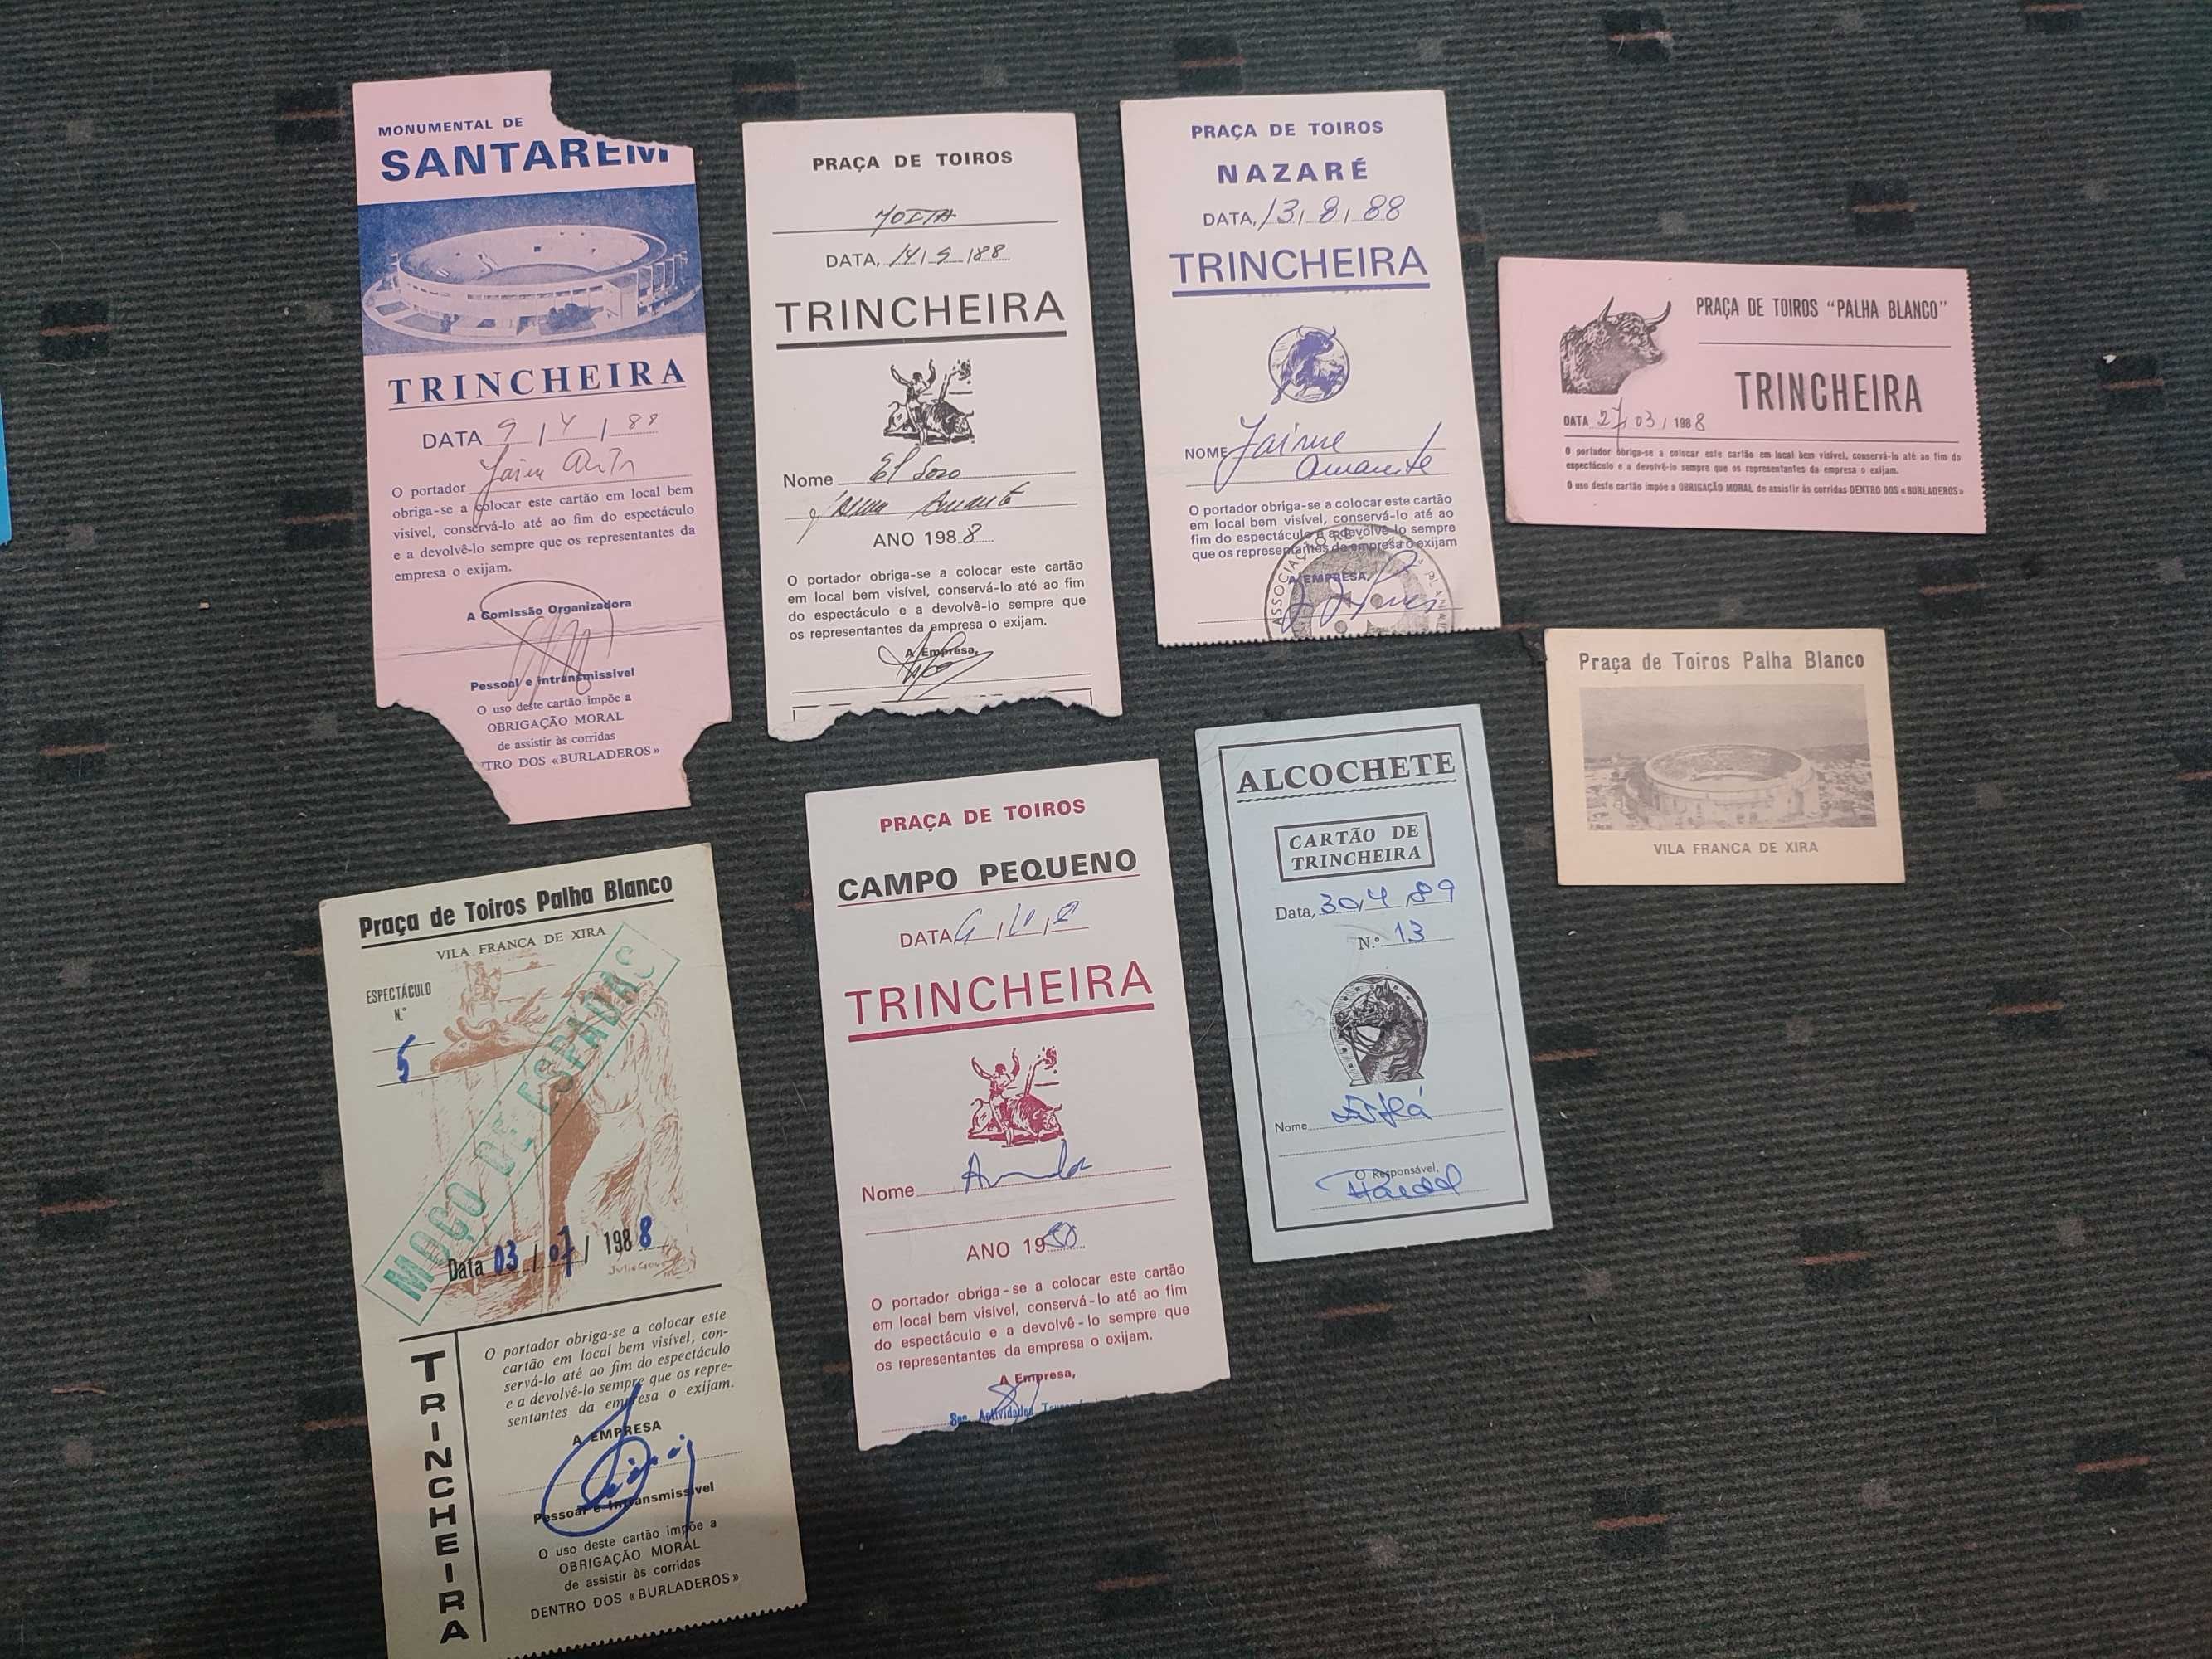 MONUMENTAL DE
SANTAREM
TRINCHEIRA
DATA 9 / 4 / 88
O portador
obriga-se a colocar este cartão em local bem
visível, conservá-lo até ao fim do espectáculo
e a devolvê-lo sempre que os representantes da
empresa o exijam.
A Comissão Organizadora
Pessoal e intransmissível
O uso deste cartão impõe a
OBRIGAÇÃO MORAL
de assistir às corridas
NTRO DOS «BURLADEROS»
PRAÇA DE TOIROS
MOITA
DATA, 14 / 9 / 88
TRINCHEIRA
Nome El Soro
Amante
ANO 1988
O portador obriga-se a colocar este cartão
em local bem visível, conservá-lo até ao fim
do espectáculo e a devolvê-lo sempre que
os representantes da empresa o exijam.
A Empresa,
PRAÇA DE TOIROS
NAZARÉ
DATA, 13 / 8 / 88
TRINCHEIRA
NOME Jaime
Amante
O portador obriga-se a colocar este cartão
em local bem visível, conservá-lo até ao
fim do espectáculo e a devolvê-lo sempre
que os representantes da empresa o exijam
A EMPRESA,
PRAÇA DE TOIROS "PALHA BLANCO"
TRINCHEIRA
DATA 27 / 03 / 1988
O portador obriga-se a colocar este cartão em local bem visível, conservá-lo até ao fim do
espectáculo e a devolvê-lo sempre que os representantes da empresa o exijam.
O uso deste cartão impõe a OBRIGAÇÃO MORAL de assistir às corridas DENTRO DOS «BURLADEROS»
Praça de Toiros Palha Blanco
VILA FRANCA DE XIRA
Praça de Toiros Palha Blanco
VILA FRANCA DE XIRA
ESPECTÁCULO
N.º
5
MOÇO DE ESPADAS
Data 03 / 07 / 1988
TRINCHEIRA
O portador obriga-se a colocar este
cartão em local bem visível, con-
servá-lo até ao fim do espectáculo
e a devolvê-lo sempre que os repre-
sentantes da empresa o exijam.
A EMPRESA
Pessoal e Intransmissível
O uso deste cartão impõe a
OBRIGAÇÃO MORAL
de assistir às corridas
DENTRO DOS «BURLADEROS»
PRAÇA DE TOIROS
CAMPO PEQUENO
DATA
TRINCHEIRA
Nome
ANO 19
O portador obriga-se a colocar este cartão
em local bem visível, conservá-lo até ao fim
do espectáculo e a devolvê-lo sempre que
os representantes da empresa o exijam.
A Empresa,
Actividades
ALCOCHETE
CARTÃO DE
TRINCHEIRA
Data, 30 / 4 / 89
N.º 13
Nome
O Responsável,